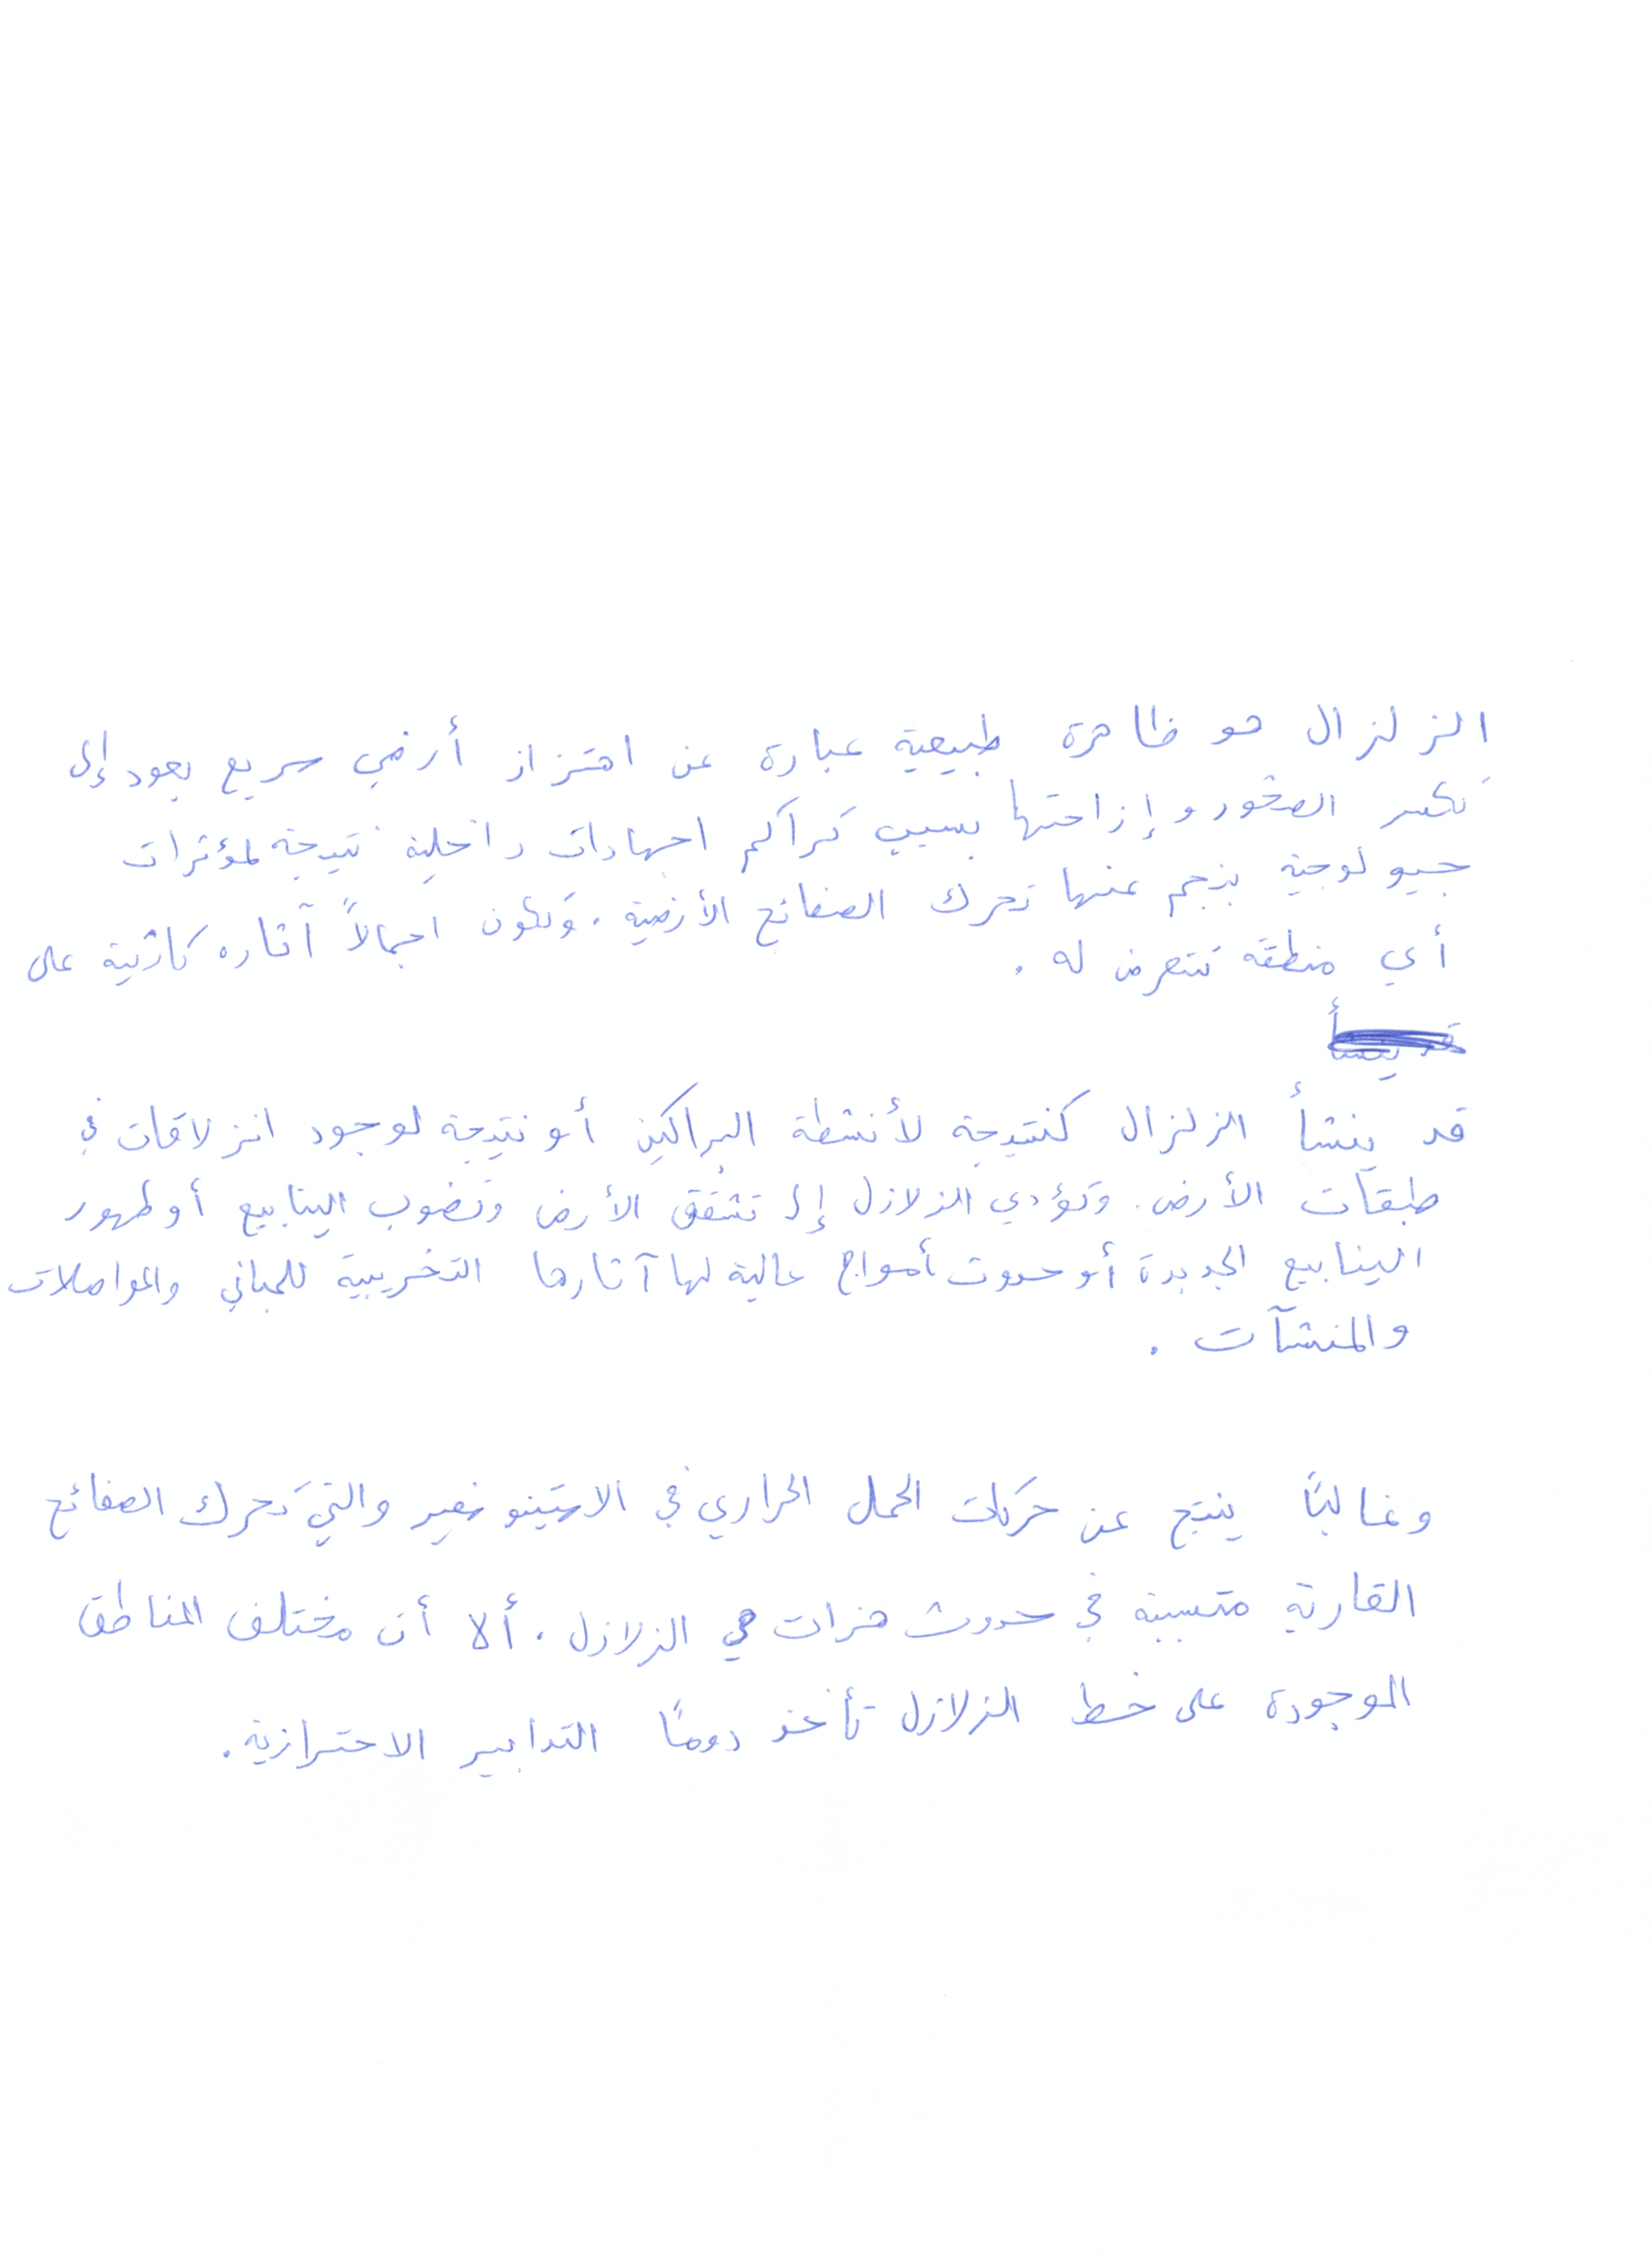 الزلزال هو ظاهرة طبيعية عبارة عن اهتزاز أرضي سريع يعود إلى
تكسر الصخور وإزاحتها بسبب تراكم اجهادات داخلية نتيجة لمؤثرات
جيولوجية ينجم عنها تحرك الصفائح الأرضية. وتكون اجمالاً آثاره كارثية على
أي منطقة تتعرض له.
قد ينشأ الزلزال كنتيجة لأنشطة البراكين أو نتيجة لوجود انزلاقات في
طبقات الأرض. وتؤدي الزلازل إلى تشقق الأرض ونضوب الينابيع أو ظهور
الينابيع الجديدة أو حدوث أمواج عالية لها آثارها التخريبية للمباني والمواصلات
والمنشآت.
وغالبًا ينتج عن حركات الحمل الحراري في الاستينوسفير والتي تحرك الصفائح
القارية متسببة في حدوث هزات هي الزلازل. ألا أن مختلف المناطق
الموجودة على خط الزلازل تأخذ دومًا التدابير الاحترازية.